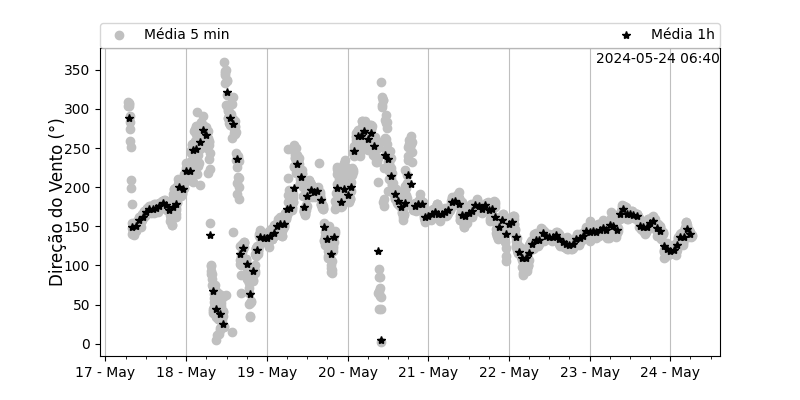 Média 5 min
Média 1h
2024-05-24 06:40
Direção do Vento (°)
350
300
250
200
150
100
50
0
17 - May
18 - May
19 - May
20 - May
21 - May
22 - May
23 - May
24 - May